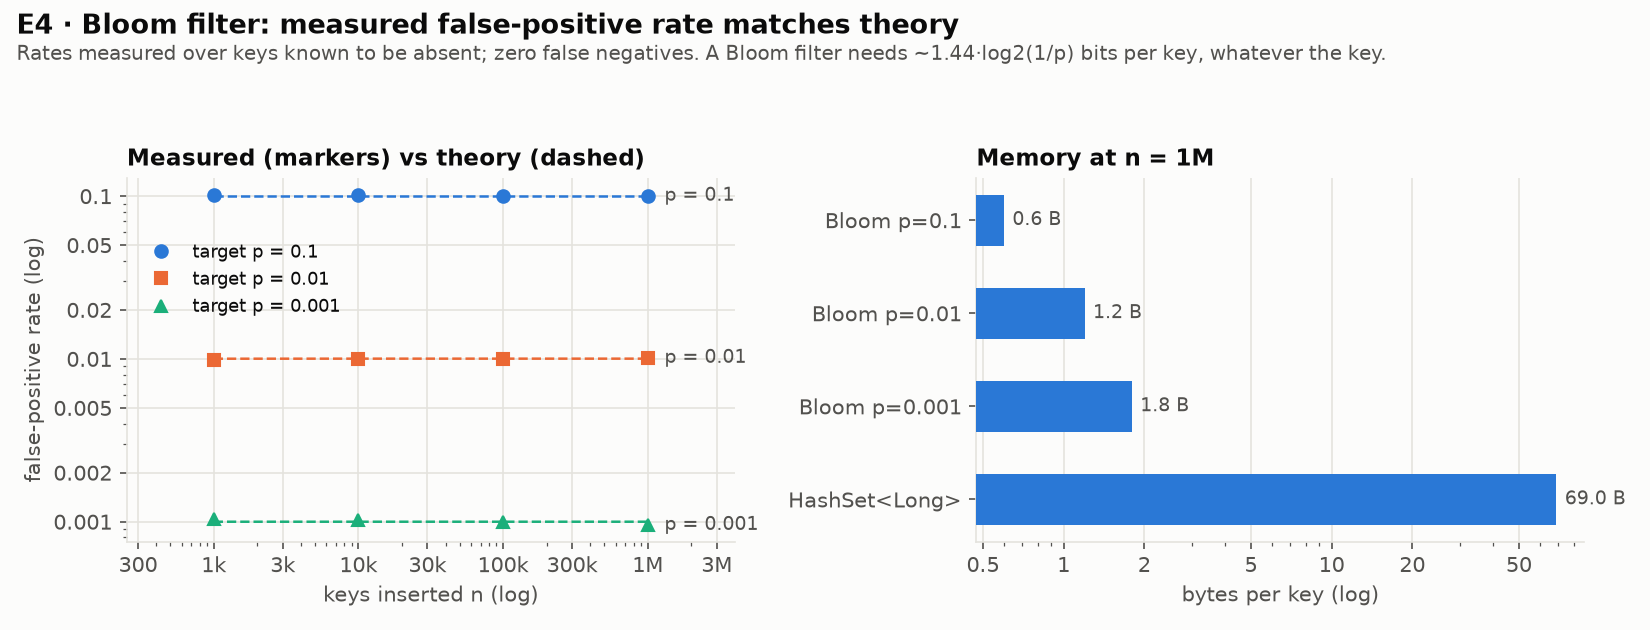 E4 · Bloom filter: measured false-positive rate matches theory
Rates measured over keys known to be absent; zero false negatives. A Bloom filter needs ~1.44·log2(1/p) bits per key, whatever the key.
Measured (markers) vs theory (dashed)
false-positive rate (log)
0.1
0.05
0.02
0.01
0.005
0.002
0.001
target p = 0.1
target p = 0.01
target p = 0.001
p = 0.1
p = 0.01
p = 0.001
300 1k 3k 10k 30k 100k 300k 1M 3M
keys inserted n (log)
Memory at n = 1M
Bloom p=0.1 0.6 B
Bloom p=0.01 1.2 B
Bloom p=0.001 1.8 B
HashSet<Long> 69.0 B
0.5 1 2 5 10 20 50
bytes per key (log)